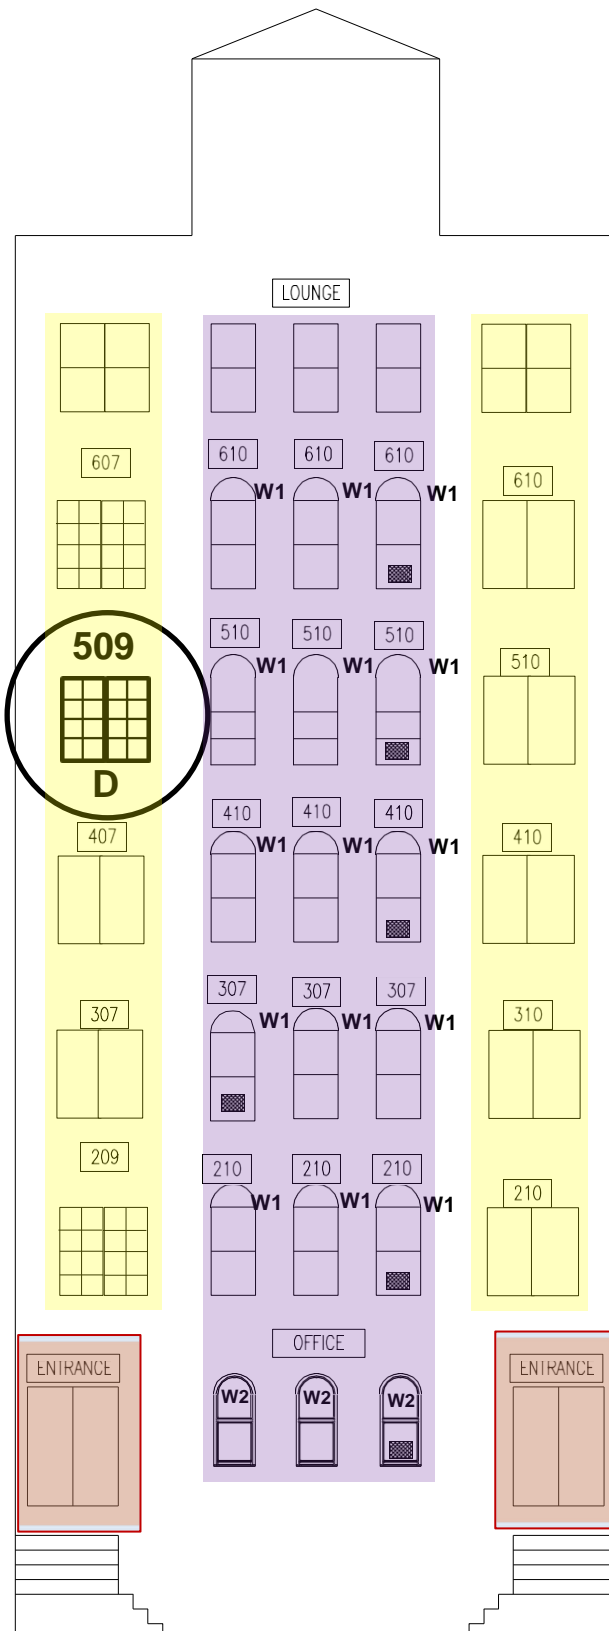 LOUNGE
607
610 610 610
610
W1 W1 W1
509
510 510 510
510
W1 W1 W1
D
407
410 410 410
410
W1 W1 W1
307
307 307 307
310
W1 W1 W1
209
210 210 210
210
W1 W1 W1
OFFICE
ENTRANCE
ENTRANCE
W2 W2 W2